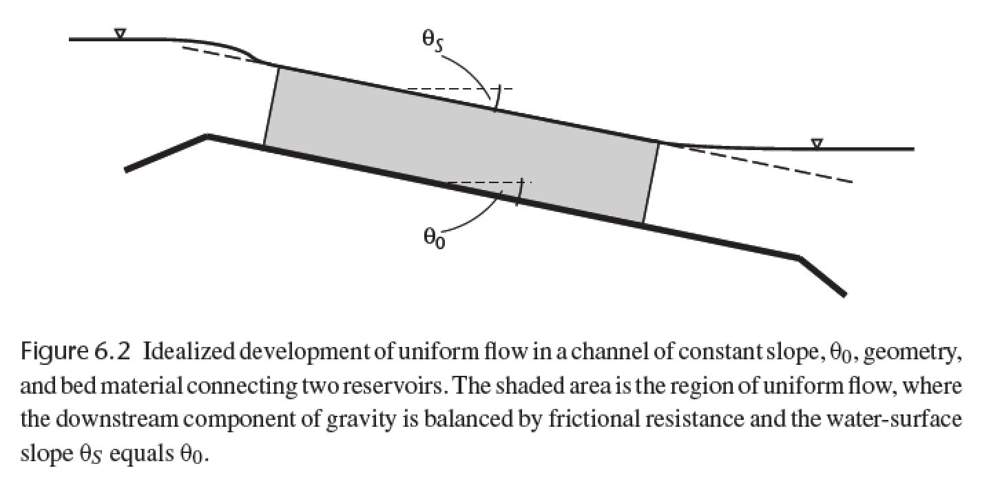 θS
θ0
Figure 6.2 Idealized development of uniform flow in a channel of constant slope, θ0, geometry,
and bed material connecting two reservoirs. The shaded area is the region of uniform flow, where
the downstream component of gravity is balanced by frictional resistance and the water-surface
slope θS equals θ0.